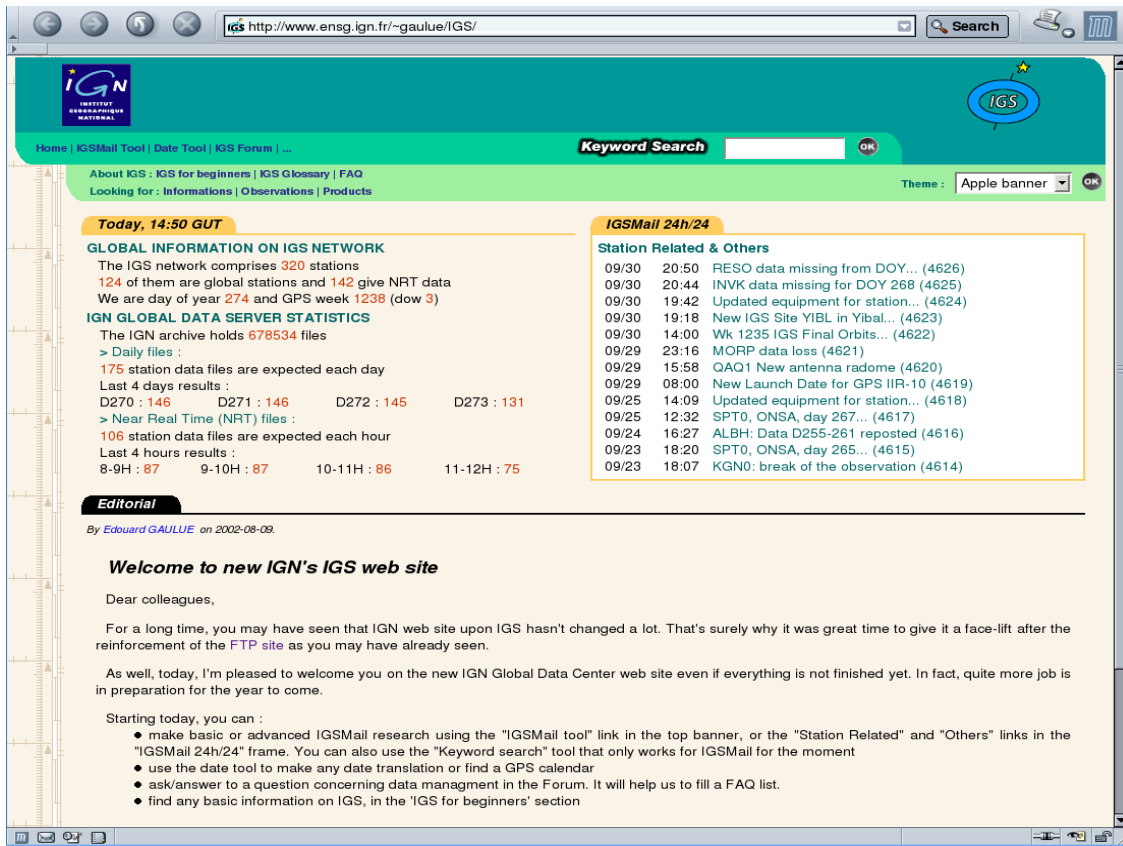 IGS http://www.ensg.ign.fr/~gaulue/IGS/
Search
IGN
INSTITUT
GEOGRAPHIQUE
NATIONAL
IGS
Home | IGSMail Tool | Date Tool | IGS Forum | ...
Keyword Search
OK
About IGS : IGS for beginners | IGS Glossary | FAQ
Looking for : Informations | Observations | Products
Theme : Apple banner OK
Today, 14:50 GUT
GLOBAL INFORMATION ON IGS NETWORK
The IGS network comprises 320 stations
124 of them are global stations and 142 give NRT data
We are day of year 274 and GPS week 1238 (dow 3)
IGN GLOBAL DATA SERVER STATISTICS
The IGN archive holds 678534 files
> Daily files :
175 station data files are expected each day
Last 4 days results :
D270 : 146 D271 : 146 D272 : 145 D273 : 131
> Near Real Time (NRT) files :
106 station data files are expected each hour
Last 4 hours results :
8-9H : 87 9-10H : 87 10-11H : 86 11-12H : 75
IGSMail 24h/24
Station Related & Others
09/30 20:50 RESO data missing from DOY... (4626)
09/30 20:44 INVK data missing for DOY 268 (4625)
09/30 19:42 Updated equipment for station... (4624)
09/30 19:18 New IGS Site YIBL in Yibal... (4623)
09/30 14:00 Wk 1235 IGS Final Orbits... (4622)
09/29 23:16 MORP data loss (4621)
09/29 15:58 QAQ1 New antenna radome (4620)
09/29 08:00 New Launch Date for GPS IIR-10 (4619)
09/25 14:09 Updated equipment for station... (4618)
09/25 12:32 SPT0, ONSA, day 267... (4617)
09/24 16:27 ALBH: Data D255-261 reposted (4616)
09/23 18:20 SPT0, ONSA, day 265... (4615)
09/23 18:07 KGN0: break of the observation (4614)
Editorial
By Edouard GAULUE on 2002-08-09.
Welcome to new IGN's IGS web site
Dear colleagues,
For a long time, you may have seen that IGN web site upon IGS hasn't changed a lot. That's surely why it was great time to give it a face-lift after the
reinforcement of the FTP site as you may have already seen.
As well, today, I'm pleased to welcome you on the new IGN Global Data Center web site even if everything is not finished yet. In fact, quite more job is
in preparation for the year to come.
Starting today, you can :
● make basic or advanced IGSMail research using the "IGSMail tool" link in the top banner, or the "Station Related" and "Others" links in the
"IGSMail 24h/24" frame. You can also use the "Keyword search" tool that only works for IGSMail for the moment
● use the date tool to make any date translation or find a GPS calendar
● ask/answer to a question concerning data managment in the Forum. It will help us to fill a FAQ list.
● find any basic information on IGS, in the 'IGS for beginners' section